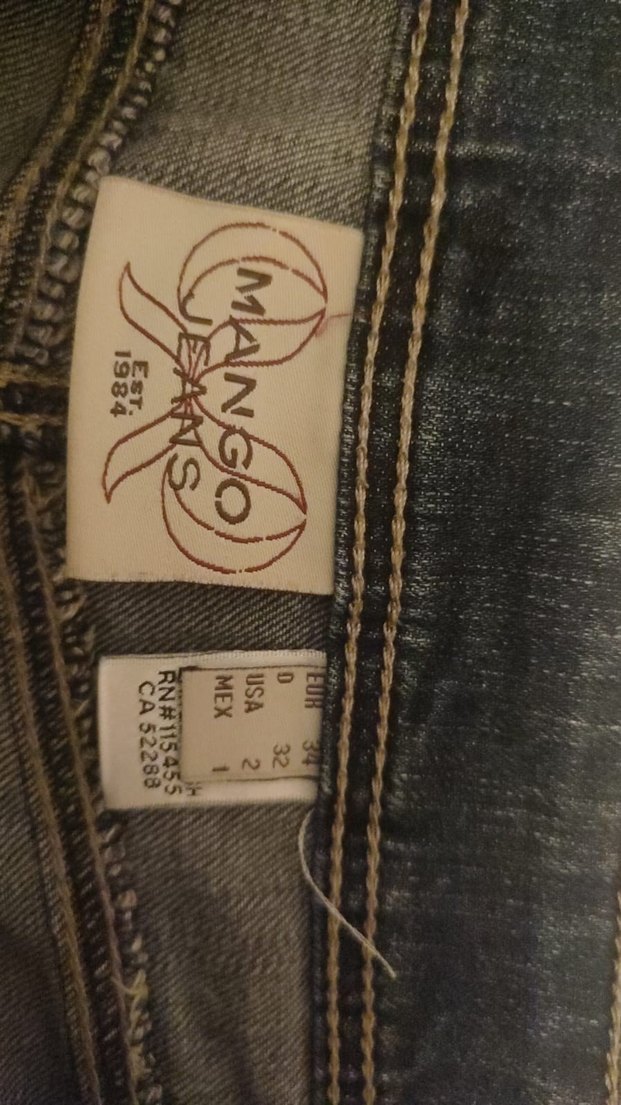 MANGO
JEANS
EST.
1984
EUR 34
D 32
USA 2
MEX 1
RN#115455
CA 52288